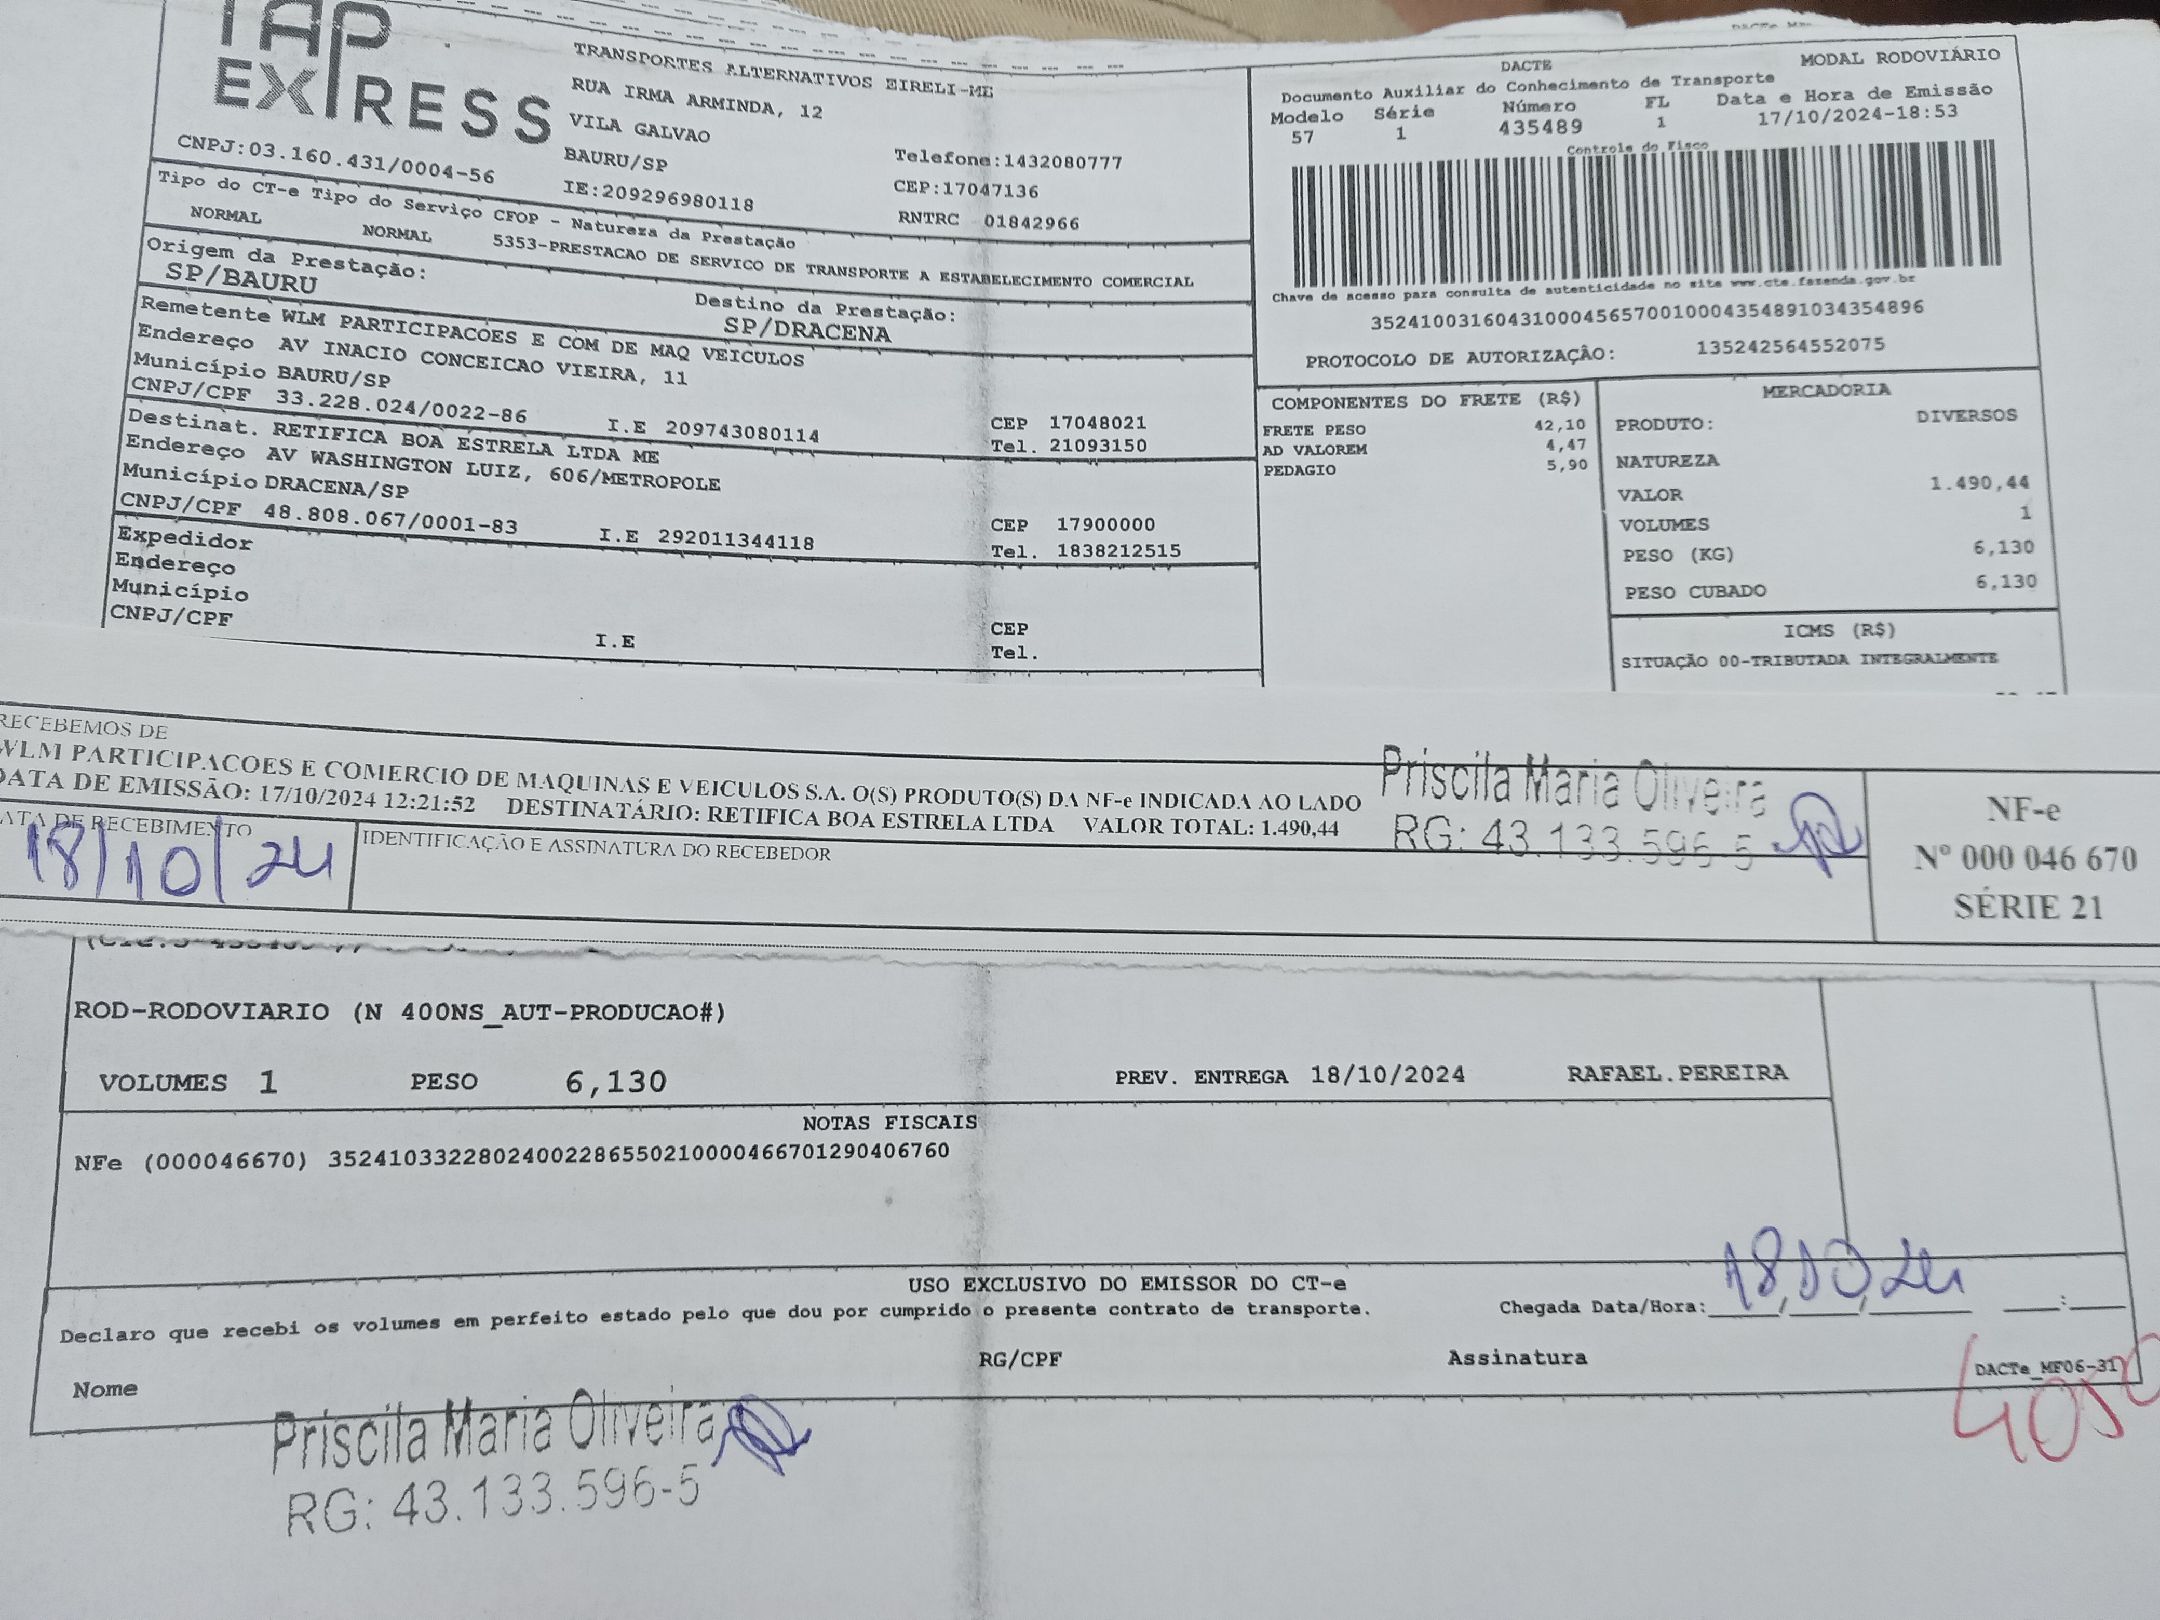 TAP
EXPRESS
TRANSPORTES ALTERNATIVOS EIRELI-ME
RUA IRMA ARMINDA, 12
VILA GALVAO
BAURU/SP
Telefone:1432080777
CNPJ:03.160.431/0004-56
IE:209296980118
CEP:17047136
RNTRC 01842966
Tipo do CT-e Tipo do Serviço CFOP - Natureza da Prestação
NORMAL NORMAL 5353-PRESTACAO DE SERVICO DE TRANSPORTE A ESTABELECIMENTO COMERCIAL
Origem da Prestação:
SP/BAURU
Destino da Prestação:
SP/DRACENA
Remetente WLM PARTICIPACOES E COM DE MAQ VEICULOS
Endereço AV INACIO CONCEICAO VIEIRA, 11
Município BAURU/SP
CEP 17048021
CNPJ/CPF 33.228.024/0022-86 I.E 209743080114 Tel. 21093150
Destinat. RETIFICA BOA ESTRELA LTDA ME
Endereço AV WASHINGTON LUIZ, 606/METROPOLE
Município DRACENA/SP
CEP 17900000
CNPJ/CPF 48.808.067/0001-83 I.E 292011344118 Tel. 1838212515
Expedidor
Endereço
Município
CEP
CNPJ/CPF I.E Tel.
DACTE MODAL RODOVIÁRIO
Documento Auxiliar do Conhecimento de Transporte
Modelo Série Número FL Data e Hora de Emissão
57 1 435489 1 17/10/2024-18:53
Controle do Fisco
Chave de acesso para consulta de autenticidade no site www.cte.fazenda.gov.br
35241003160431000456570010004354891034354896
PROTOCOLO DE AUTORIZAÇÃO: 135242564552075
COMPONENTES DO FRETE (R$)
FRETE PESO 42,10
AD VALOREM 4,47
PEDAGIO 5,90
MERCADORIA
PRODUTO: DIVERSOS
NATUREZA
VALOR 1.490,44
VOLUMES 1
PESO (KG) 6,130
PESO CUBADO 6,130
ICMS (R$)
SITUAÇÃO 00-TRIBUTADA INTEGRALMENTE
RECEBEMOS DE
WLM PARTICIPACOES E COMERCIO DE MAQUINAS E VEICULOS S.A. O(S) PRODUTO(S) DA NF-e INDICADA AO LADO
DATA DE EMISSÃO: 17/10/2024 12:21:52 DESTINATÁRIO: RETIFICA BOA ESTRELA LTDA VALOR TOTAL: 1.490,44
Priscila Maria Oliveira
RG: 43.133.596-5
DATA DE RECEBIMENTO
18/10/24
IDENTIFICAÇÃO E ASSINATURA DO RECEBEDOR
NF-e
Nº 000 046 670
SÉRIE 21
ROD-RODOVIARIO (N 400NS_AUT-PRODUCAO#)
VOLUMES 1 PESO 6,130 PREV. ENTREGA 18/10/2024 RAFAEL.PEREIRA
NOTAS FISCAIS
NFe (000046670) 35241033228024002286550210000466701290406760
USO EXCLUSIVO DO EMISSOR DO CT-e
Declaro que recebi os volumes em perfeito estado pelo que dou por cumprido o presente contrato de transporte.
Chegada Data/Hora: 18/10/24 __:__
Nome RG/CPF Assinatura
DACTe_MF06-31
Priscila Maria Oliveira
RG: 43.133.596-5